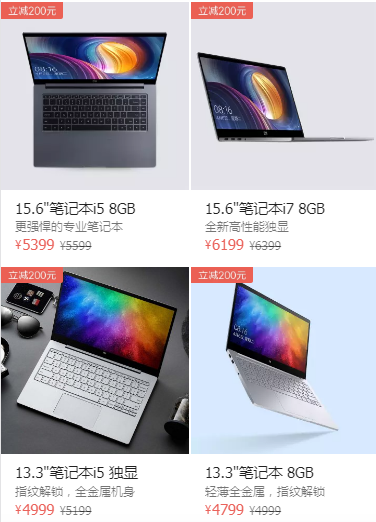 立减200元
立减200元
15.6"笔记本i5 8GB
更强悍的专业笔记本
¥5399 ¥5599
15.6"笔记本i7 8GB
全新高性能独显
¥6199 ¥6399
立减200元
立减200元
13.3"笔记本i5 独显
指纹解锁，全金属机身
¥4999 ¥5199
13.3"笔记本 8GB
轻薄全金属，指纹解锁
¥4799 ¥4999